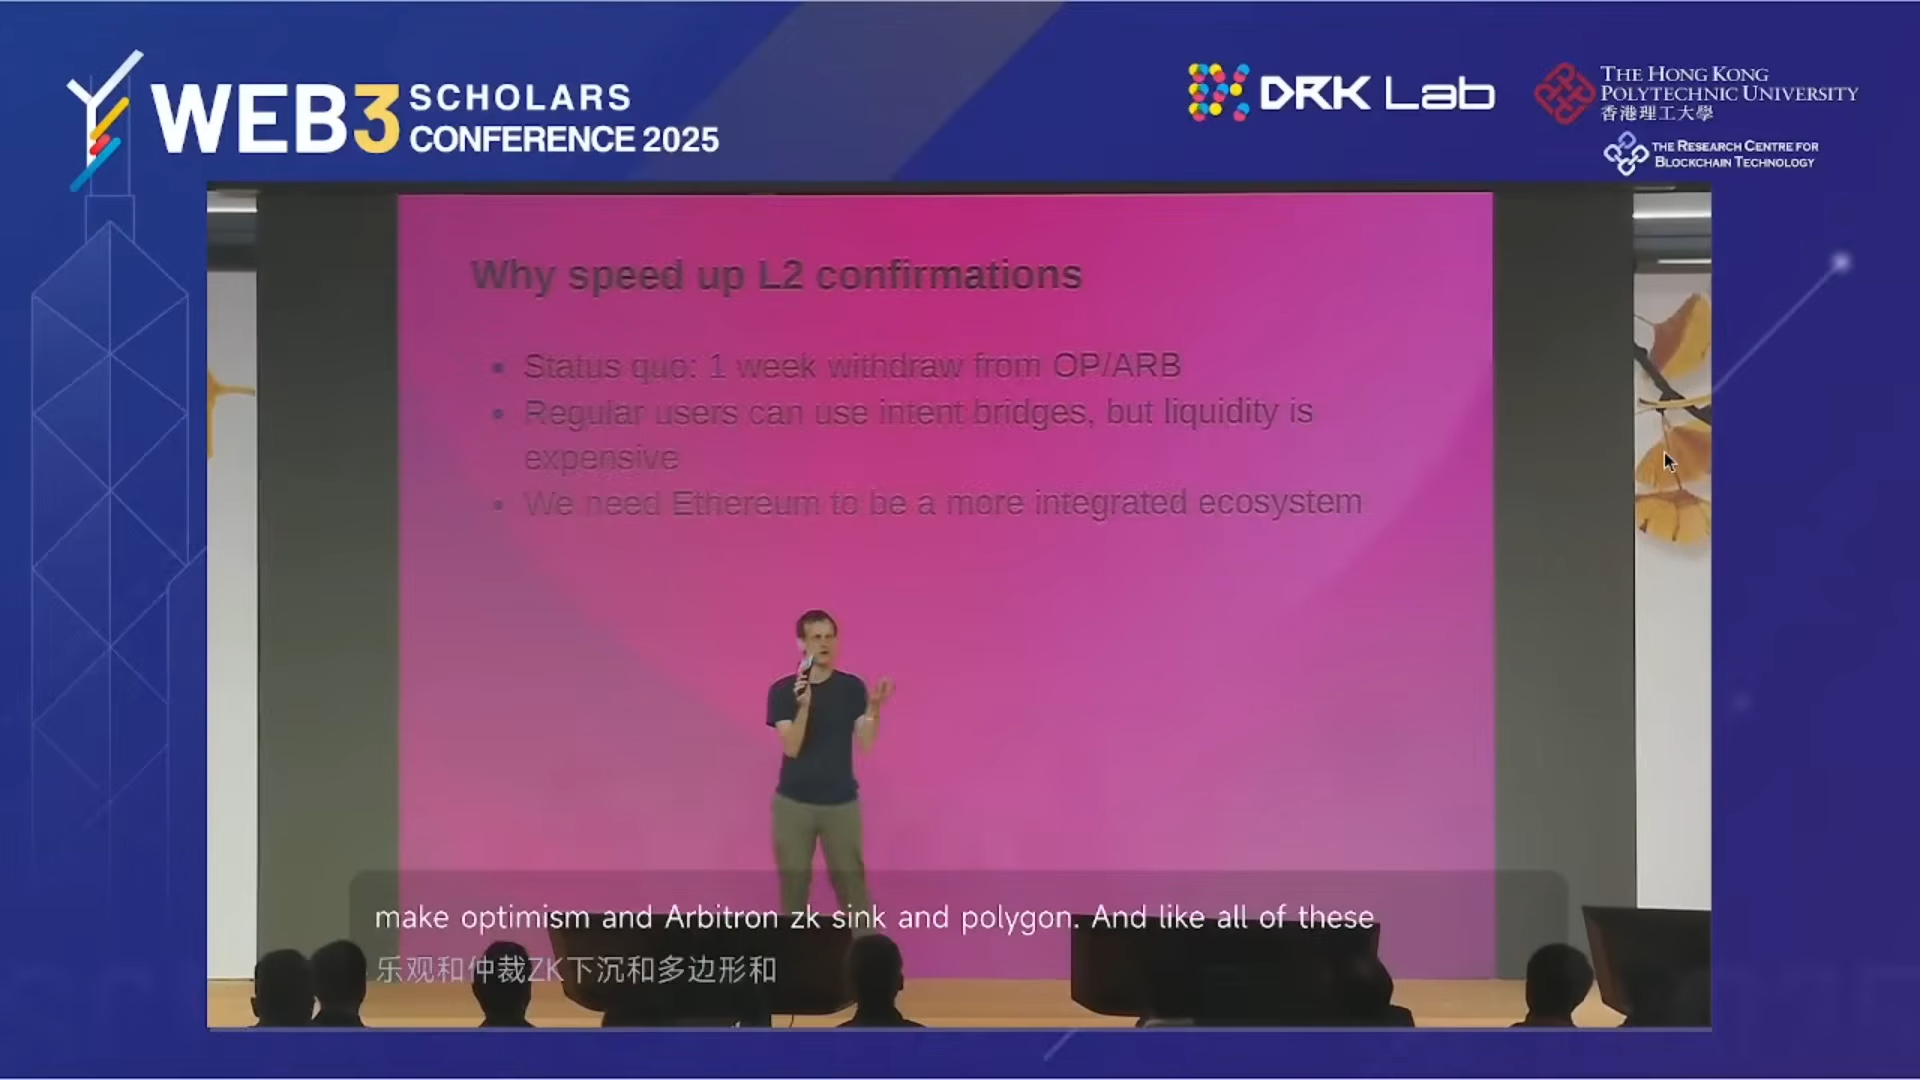 WEB3 SCHOLARS
CONFERENCE 2025
DRK Lab
THE HONG KONG
POLYTECHNIC UNIVERSITY
香港理工大學
THE RESEARCH CENTRE FOR
BLOCKCHAIN TECHNOLOGY
Why speed up L2 confirmations
• Status quo: 1 week withdraw from OP/ARB
• Regular users can use intent bridges, but liquidity is
expensive
• We need Ethereum to be a more integrated ecosystem
make optimism and Arbitron zk sink and polygon. And like all of these
乐观和仲裁ZK下沉和多边形和